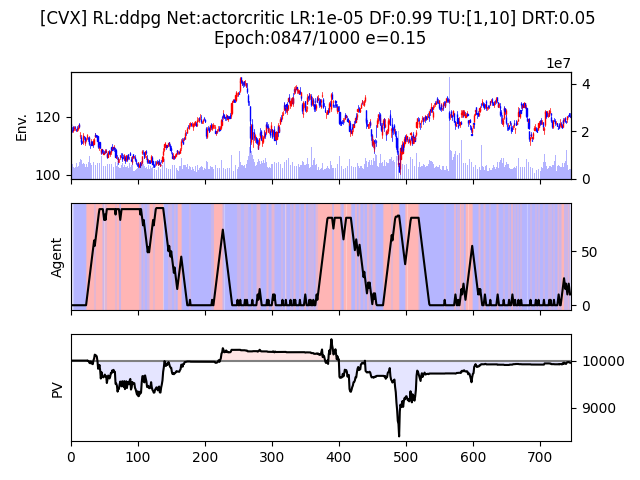 [CVX] RL:ddpg Net:actorcritic LR:1e-05 DF:0.99 TU:[1,10] DRT:0.05
Epoch:0847/1000 e=0.15
1e7
Env.
120
100
4
2
0
Agent
50
0
PV
10000
9000
0 100 200 300 400 500 600 700